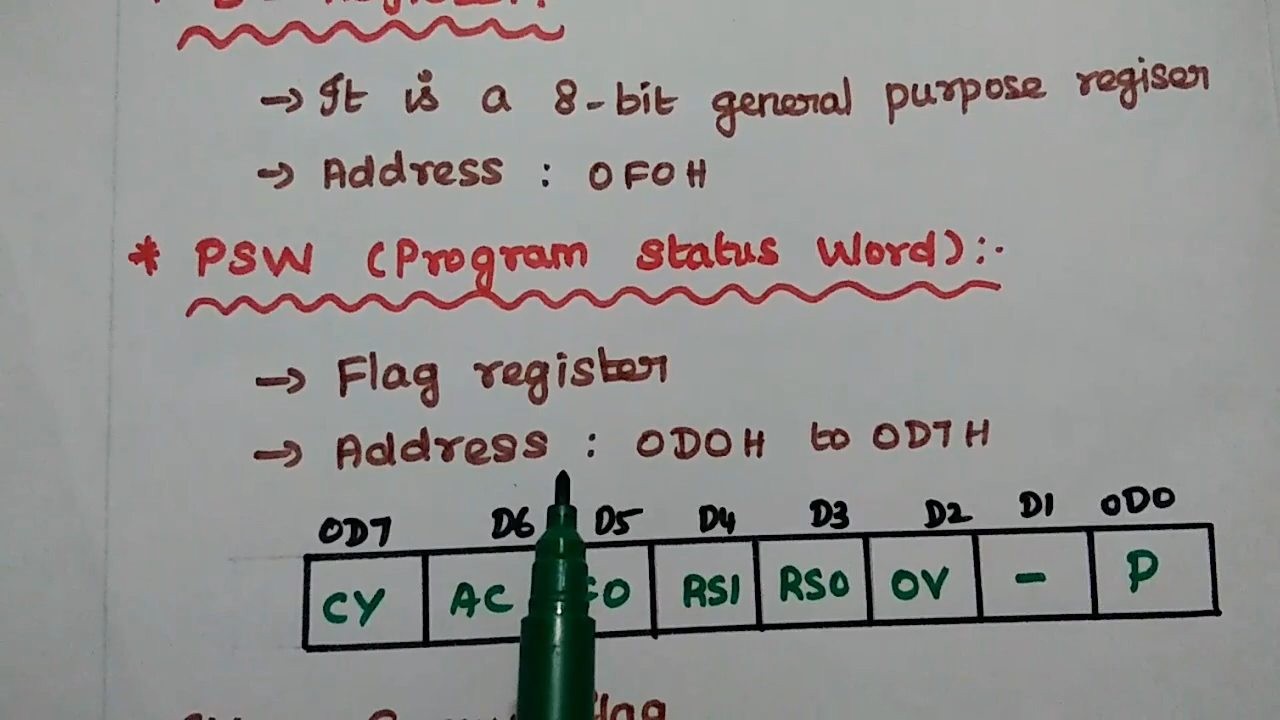 → It is a 8-bit general purpose regiser
→ Address : 0F0H
* PSW (Program Status Word):-
→ Flag register
→ Address : 0D0H to 0D7H
0D7 D6 D5 D4 D3 D2 D1 0D0
CY AC RS1 RS0 OV - P